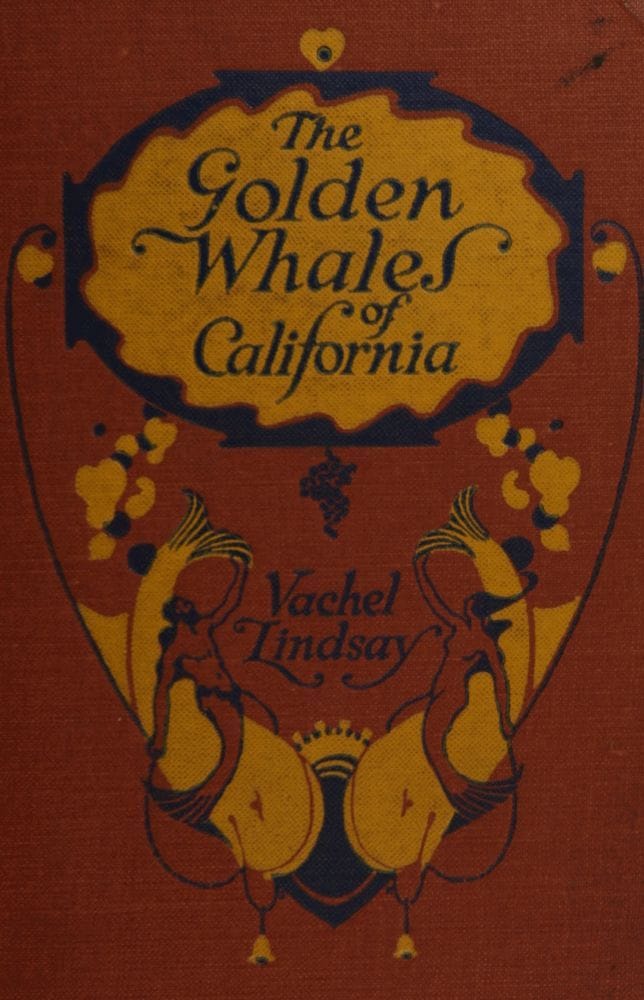 The
Golden
Whales
of
California
Vachel
Lindsay